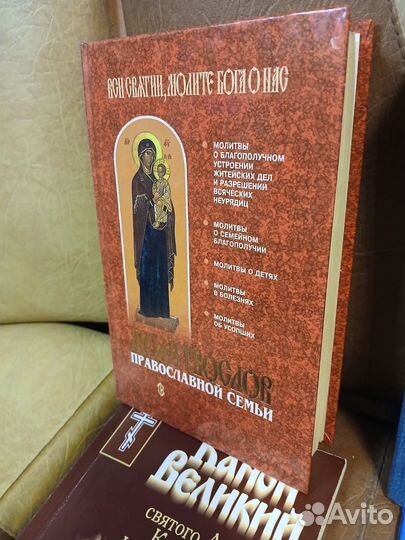 ВСИ СВЯТИИ, МОЛИТЕ БОГА О НАС
МОЛИТВЫ
О БЛАГОПОЛУЧНОМ
УСТРОЕНИИ
ЖИТЕЙСКИХ ДЕЛ
И РАЗРЕШЕНИИ
ВСЯЧЕСКИХ
НЕУРЯДИЦ
МОЛИТВЫ
О СЕМЕЙНОМ
БЛАГОПОЛУЧИИ
МОЛИТВЫ О ДЕТЯХ
МОЛИТВЫ
В БОЛЕЗНЯХ
МОЛИТВЫ
ОБ УСОПШИХ
МОЛИТВОСЛОВ
ПРАВОСЛАВНОЙ СЕМЬИ
КАНОН
ВЕЛИКИЙ
СВЯТОГО А
К
Avito